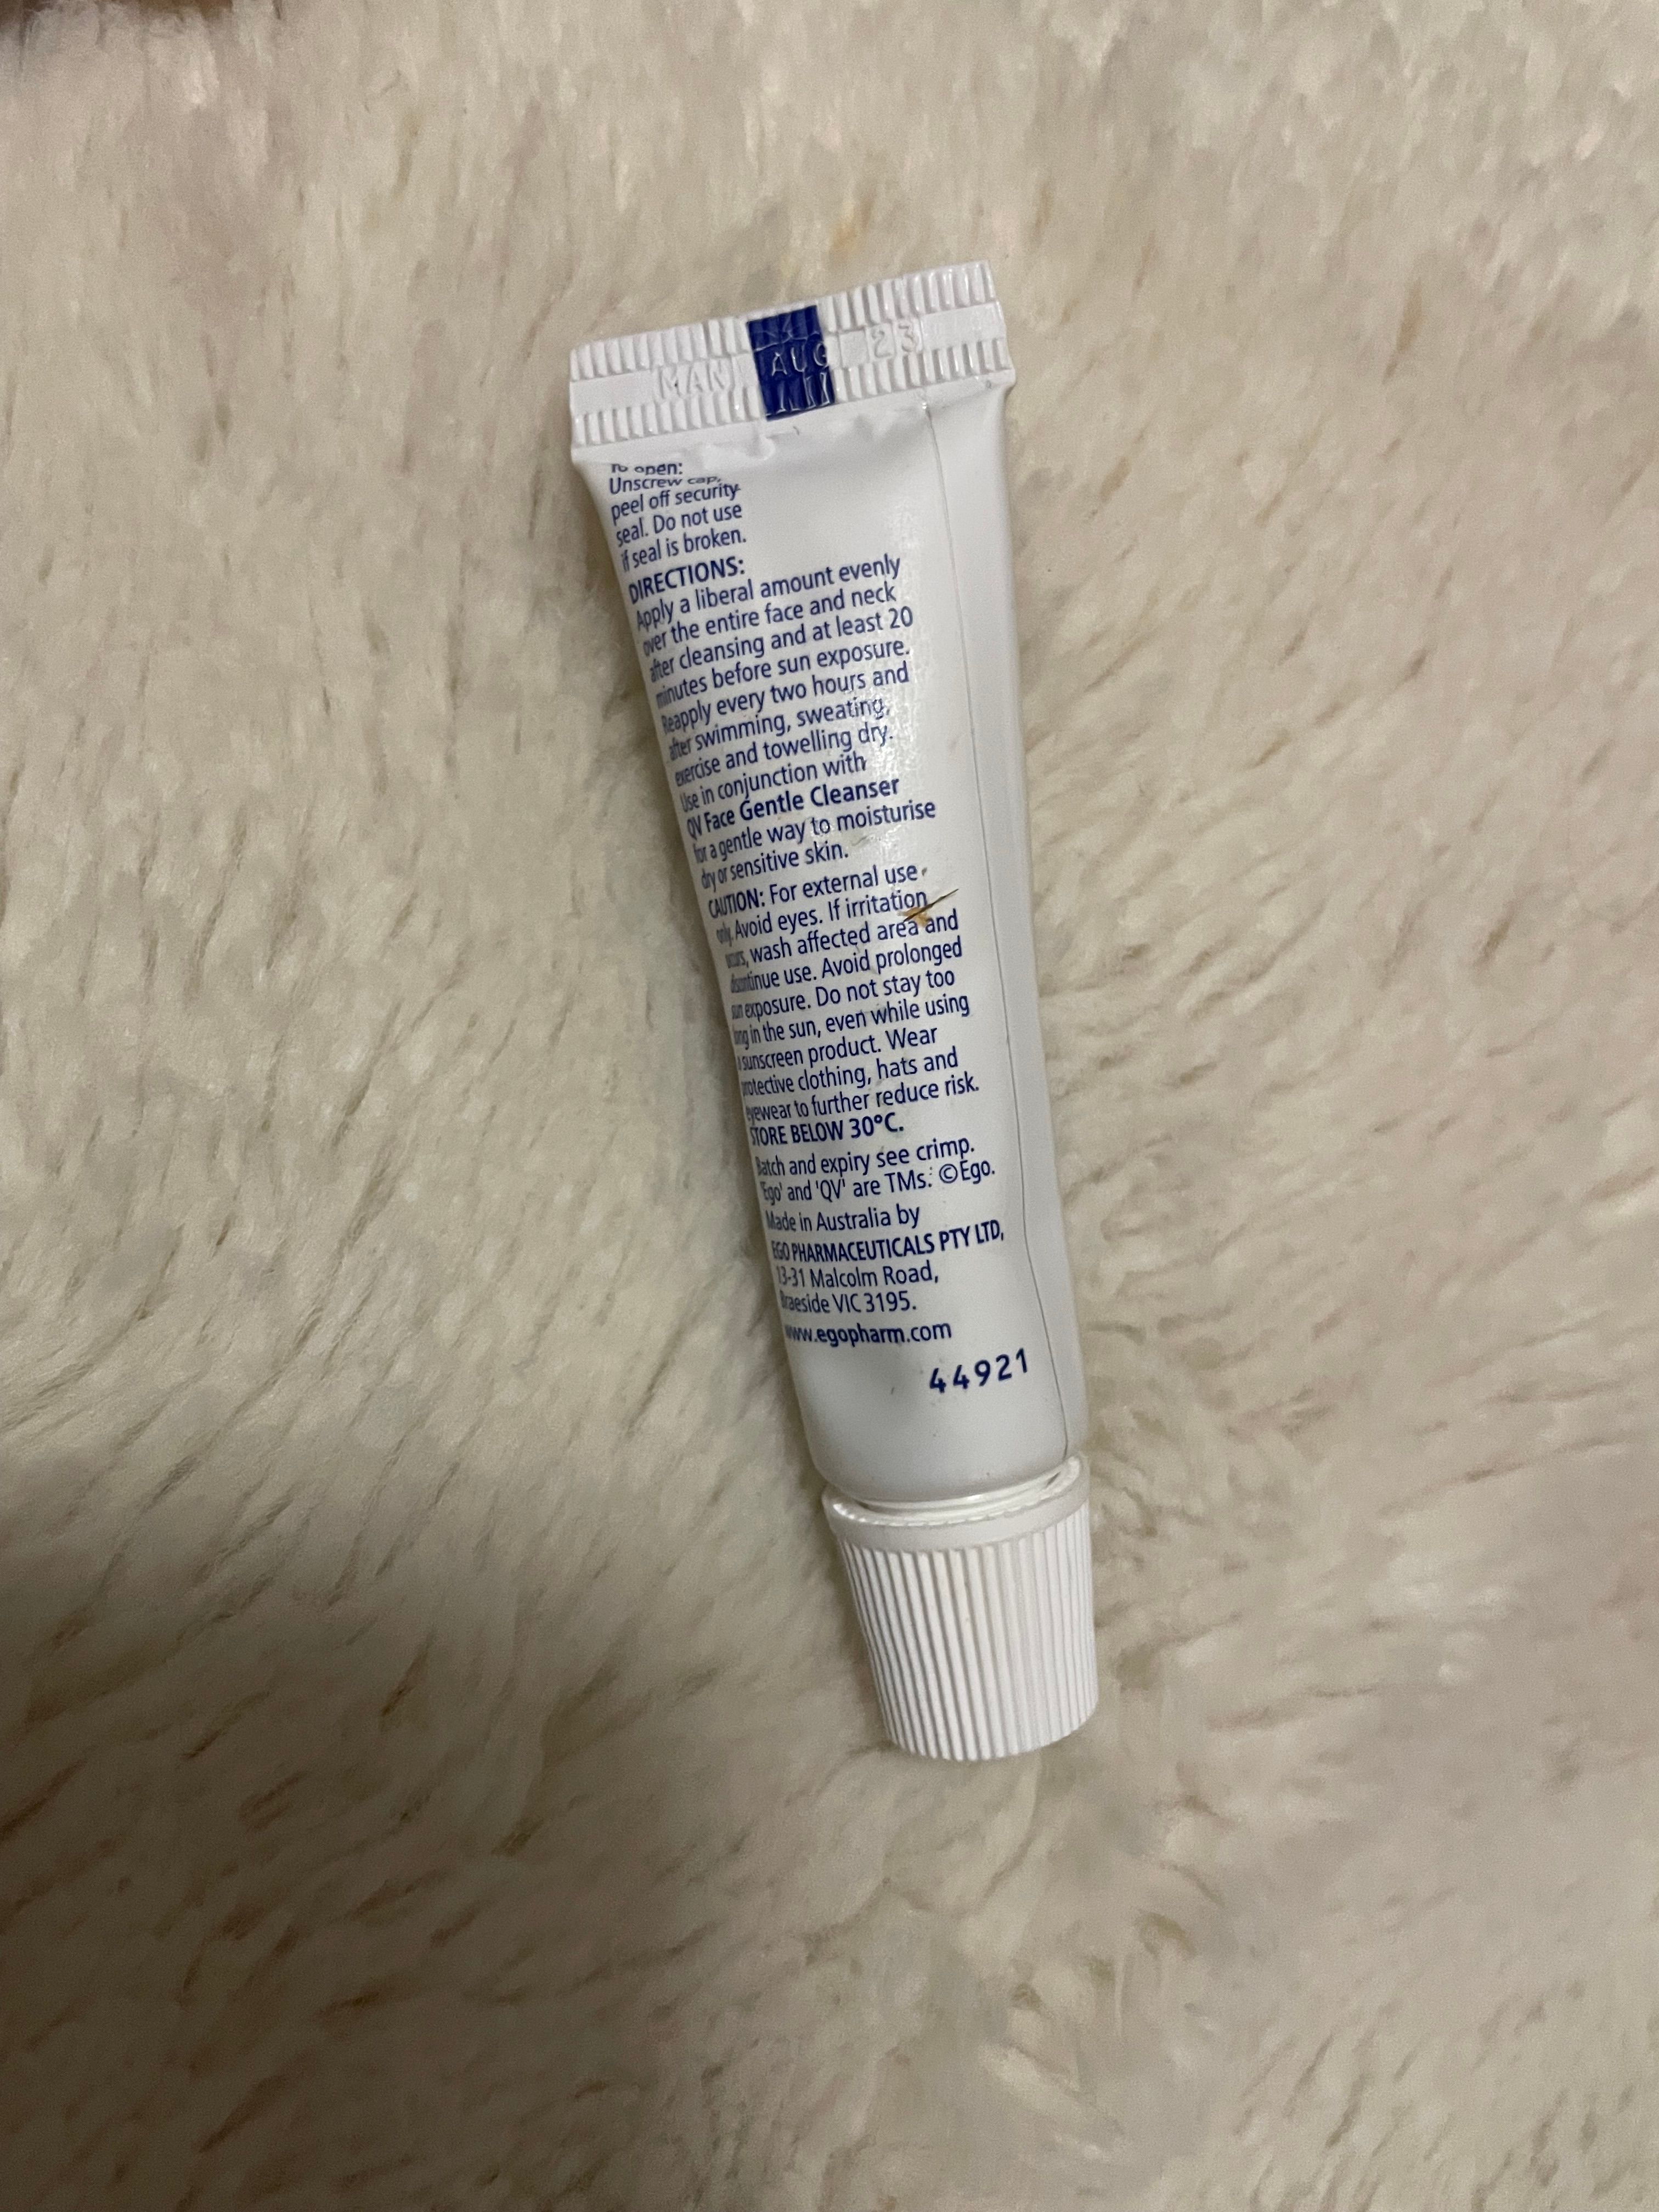 MAN AUG 23
To open:
Unscrew cap,
peel off security
seal. Do not use
if seal is broken.
DIRECTIONS:
Apply a liberal amount evenly
over the entire face and neck
after cleansing and at least 20
minutes before sun exposure.
Reapply every two hours and
after swimming, sweating,
exercise and towelling dry.
Use in conjunction with
QV Face Gentle Cleanser
for a gentle way to moisturise
dry or sensitive skin.
CAUTION: For external use
only. Avoid eyes. If irritation
occurs, wash affected area and
discontinue use. Avoid prolonged
sun exposure. Do not stay too
long in the sun, even while using
a sunscreen product. Wear
protective clothing, hats and
eyewear to further reduce risk.
STORE BELOW 30°C.
Batch and expiry see crimp.
'Ego' and 'QV' are TMs. ©Ego.
Made in Australia by
EGO PHARMACEUTICALS PTY LTD,
13-31 Malcolm Road,
Braeside VIC 3195.
www.egopharm.com
44921